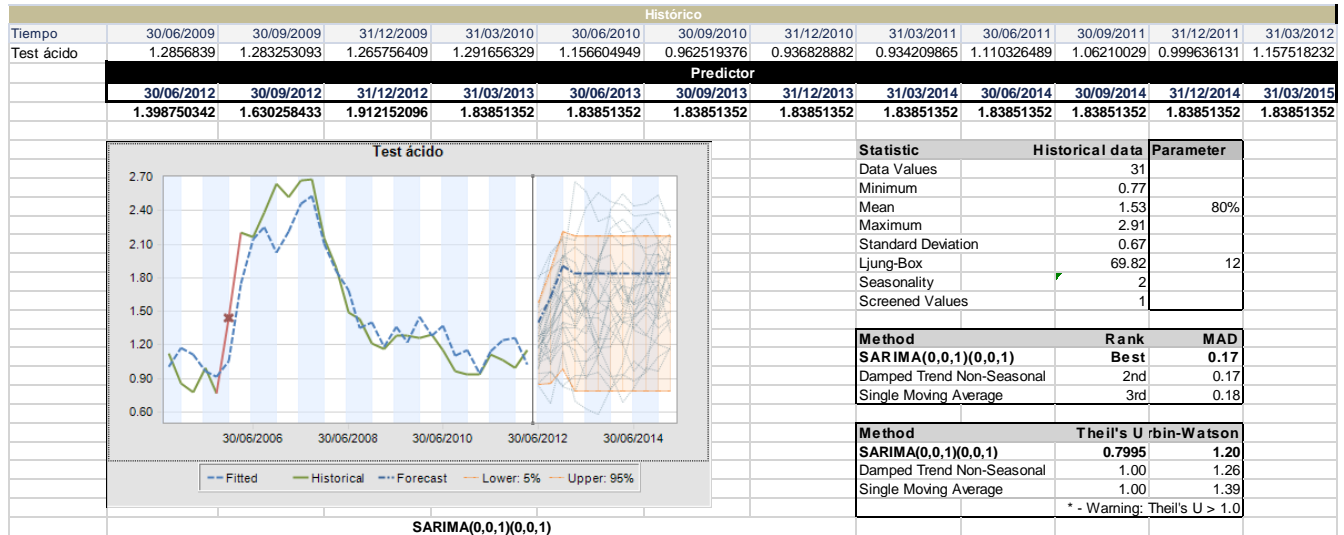 Histórico
Tiempo 30/06/2009 30/09/2009 31/12/2009 31/03/2010 30/06/2010 30/09/2010 31/12/2010 31/03/2011 30/06/2011 30/09/2011 31/12/2011 31/03/2012
Test ácido 1.2856839 1.283253093 1.265756409 1.291656329 1.156604949 0.962519376 0.936828882 0.934209865 1.110326489 1.06210029 0.999636131 1.157518232
Predictor
30/06/2012 30/09/2012 31/12/2012 31/03/2013 30/06/2013 30/09/2013 31/12/2013 31/03/2014 30/06/2014 30/09/2014 31/12/2014 31/03/2015
1.398750342 1.630258433 1.912152096 1.83851352 1.83851352 1.83851352 1.83851352 1.83851352 1.83851352 1.83851352 1.83851352 1.83851352
Test ácido
2.70
2.40
2.10
1.80
1.50
1.20
0.90
0.60
30/06/2006 30/06/2008 30/06/2010 30/06/2012 30/06/2014
Fitted Historical Forecast Lower: 5% Upper: 95%
SARIMA(0,0,1)(0,0,1)
Statistic Historical data Parameter
Data Values 31
Minimum 0.77
Mean 1.53 80%
Maximum 2.91
Standard Deviation 0.67
Ljung-Box 69.82 12
Seasonality 2
Screened Values 1
Method Rank MAD
SARIMA(0,0,1)(0,0,1) Best 0.17
Damped Trend Non-Seasonal 2nd 0.17
Single Moving Average 3rd 0.18
Method Theil's U rbin-Watson
SARIMA(0,0,1)(0,0,1) 0.7995 1.20
Damped Trend Non-Seasonal 1.00 1.26
Single Moving Average 1.00 1.39
* - Warning: Theil's U > 1.0